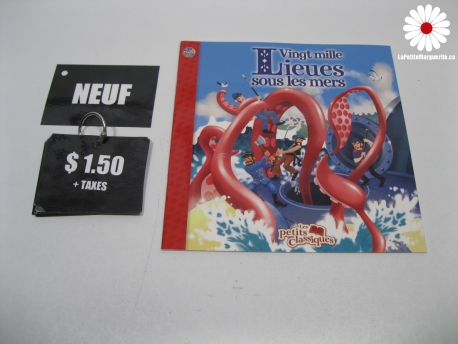 NEUF
$ 1.50
+ TAXES
Vingt mille
Lieues
sous les mers
Les
petits
Classiques
LaPetiteMarguerite.ca